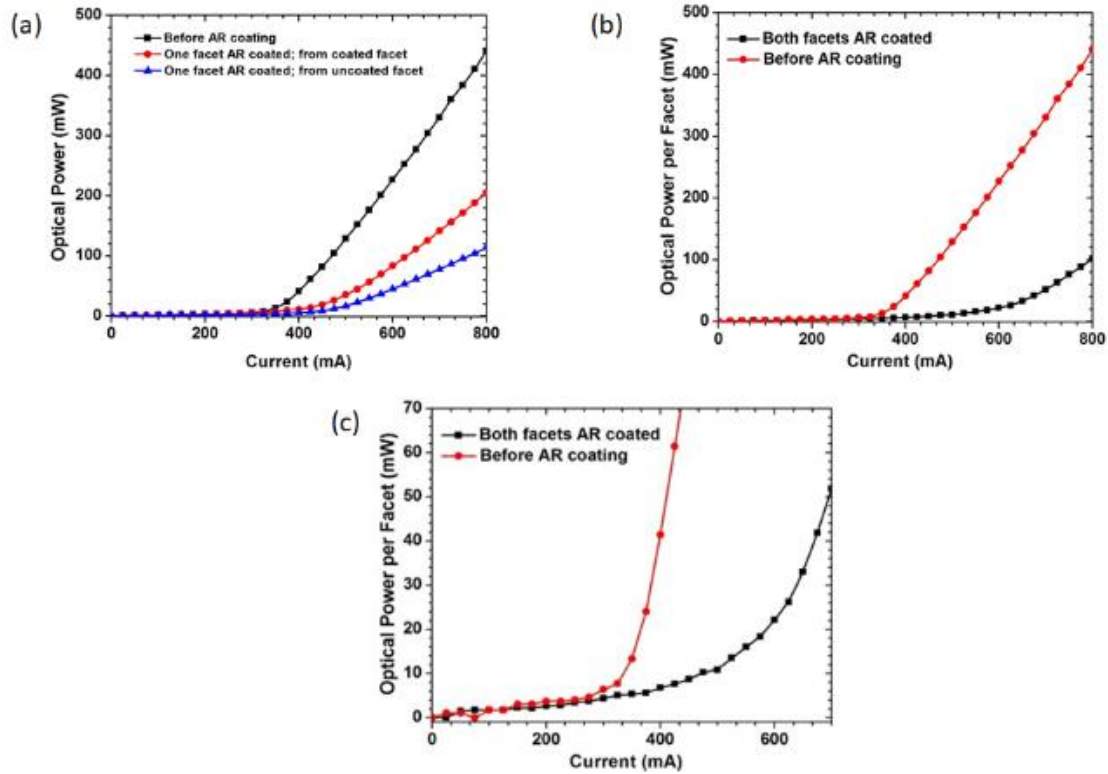 (a)
500
400
300
200
100
0
Optical Power (mW)
Before AR coating
One facet AR coated; from coated facet
One facet AR coated; from uncoated facet
0 200 400 600 800
Current (mA)
(b)
500
400
300
200
100
0
Optical Power per Facet (mW)
Both facets AR coated
Before AR coating
0 200 400 600 800
Current (mA)
(c)
70
60
50
40
30
20
10
0
Optical Power per Facet (mW)
Both facets AR coated
Before AR coating
0 200 400 600
Current (mA)